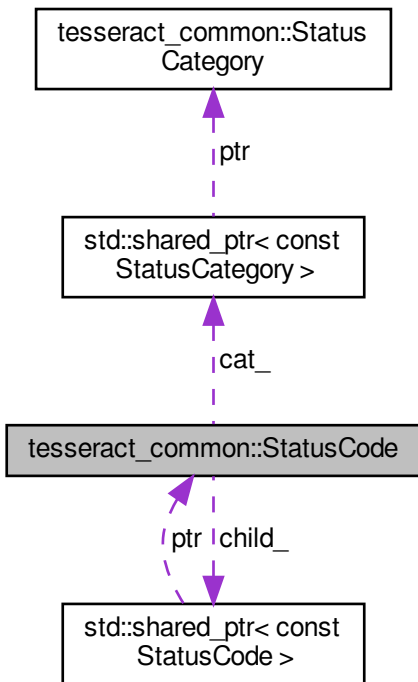 tesseract_common::Status
Category
ptr
std::shared_ptr< const
StatusCategory >
cat_
tesseract_common::StatusCode
ptr
child_
std::shared_ptr< const
StatusCode >